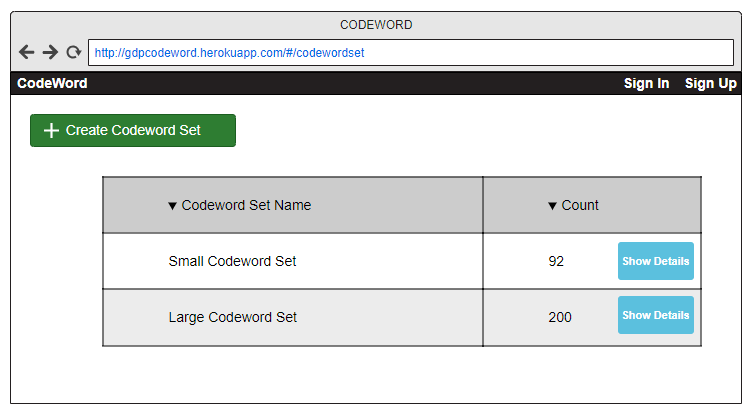 CODEWORD
http://gdpcodeword.herokuapp.com/#/codewordset
CodeWord Sign In Sign Up
Create Codeword Set
Codeword Set Name Count
Small Codeword Set 92 Show Details
Large Codeword Set 200 Show Details